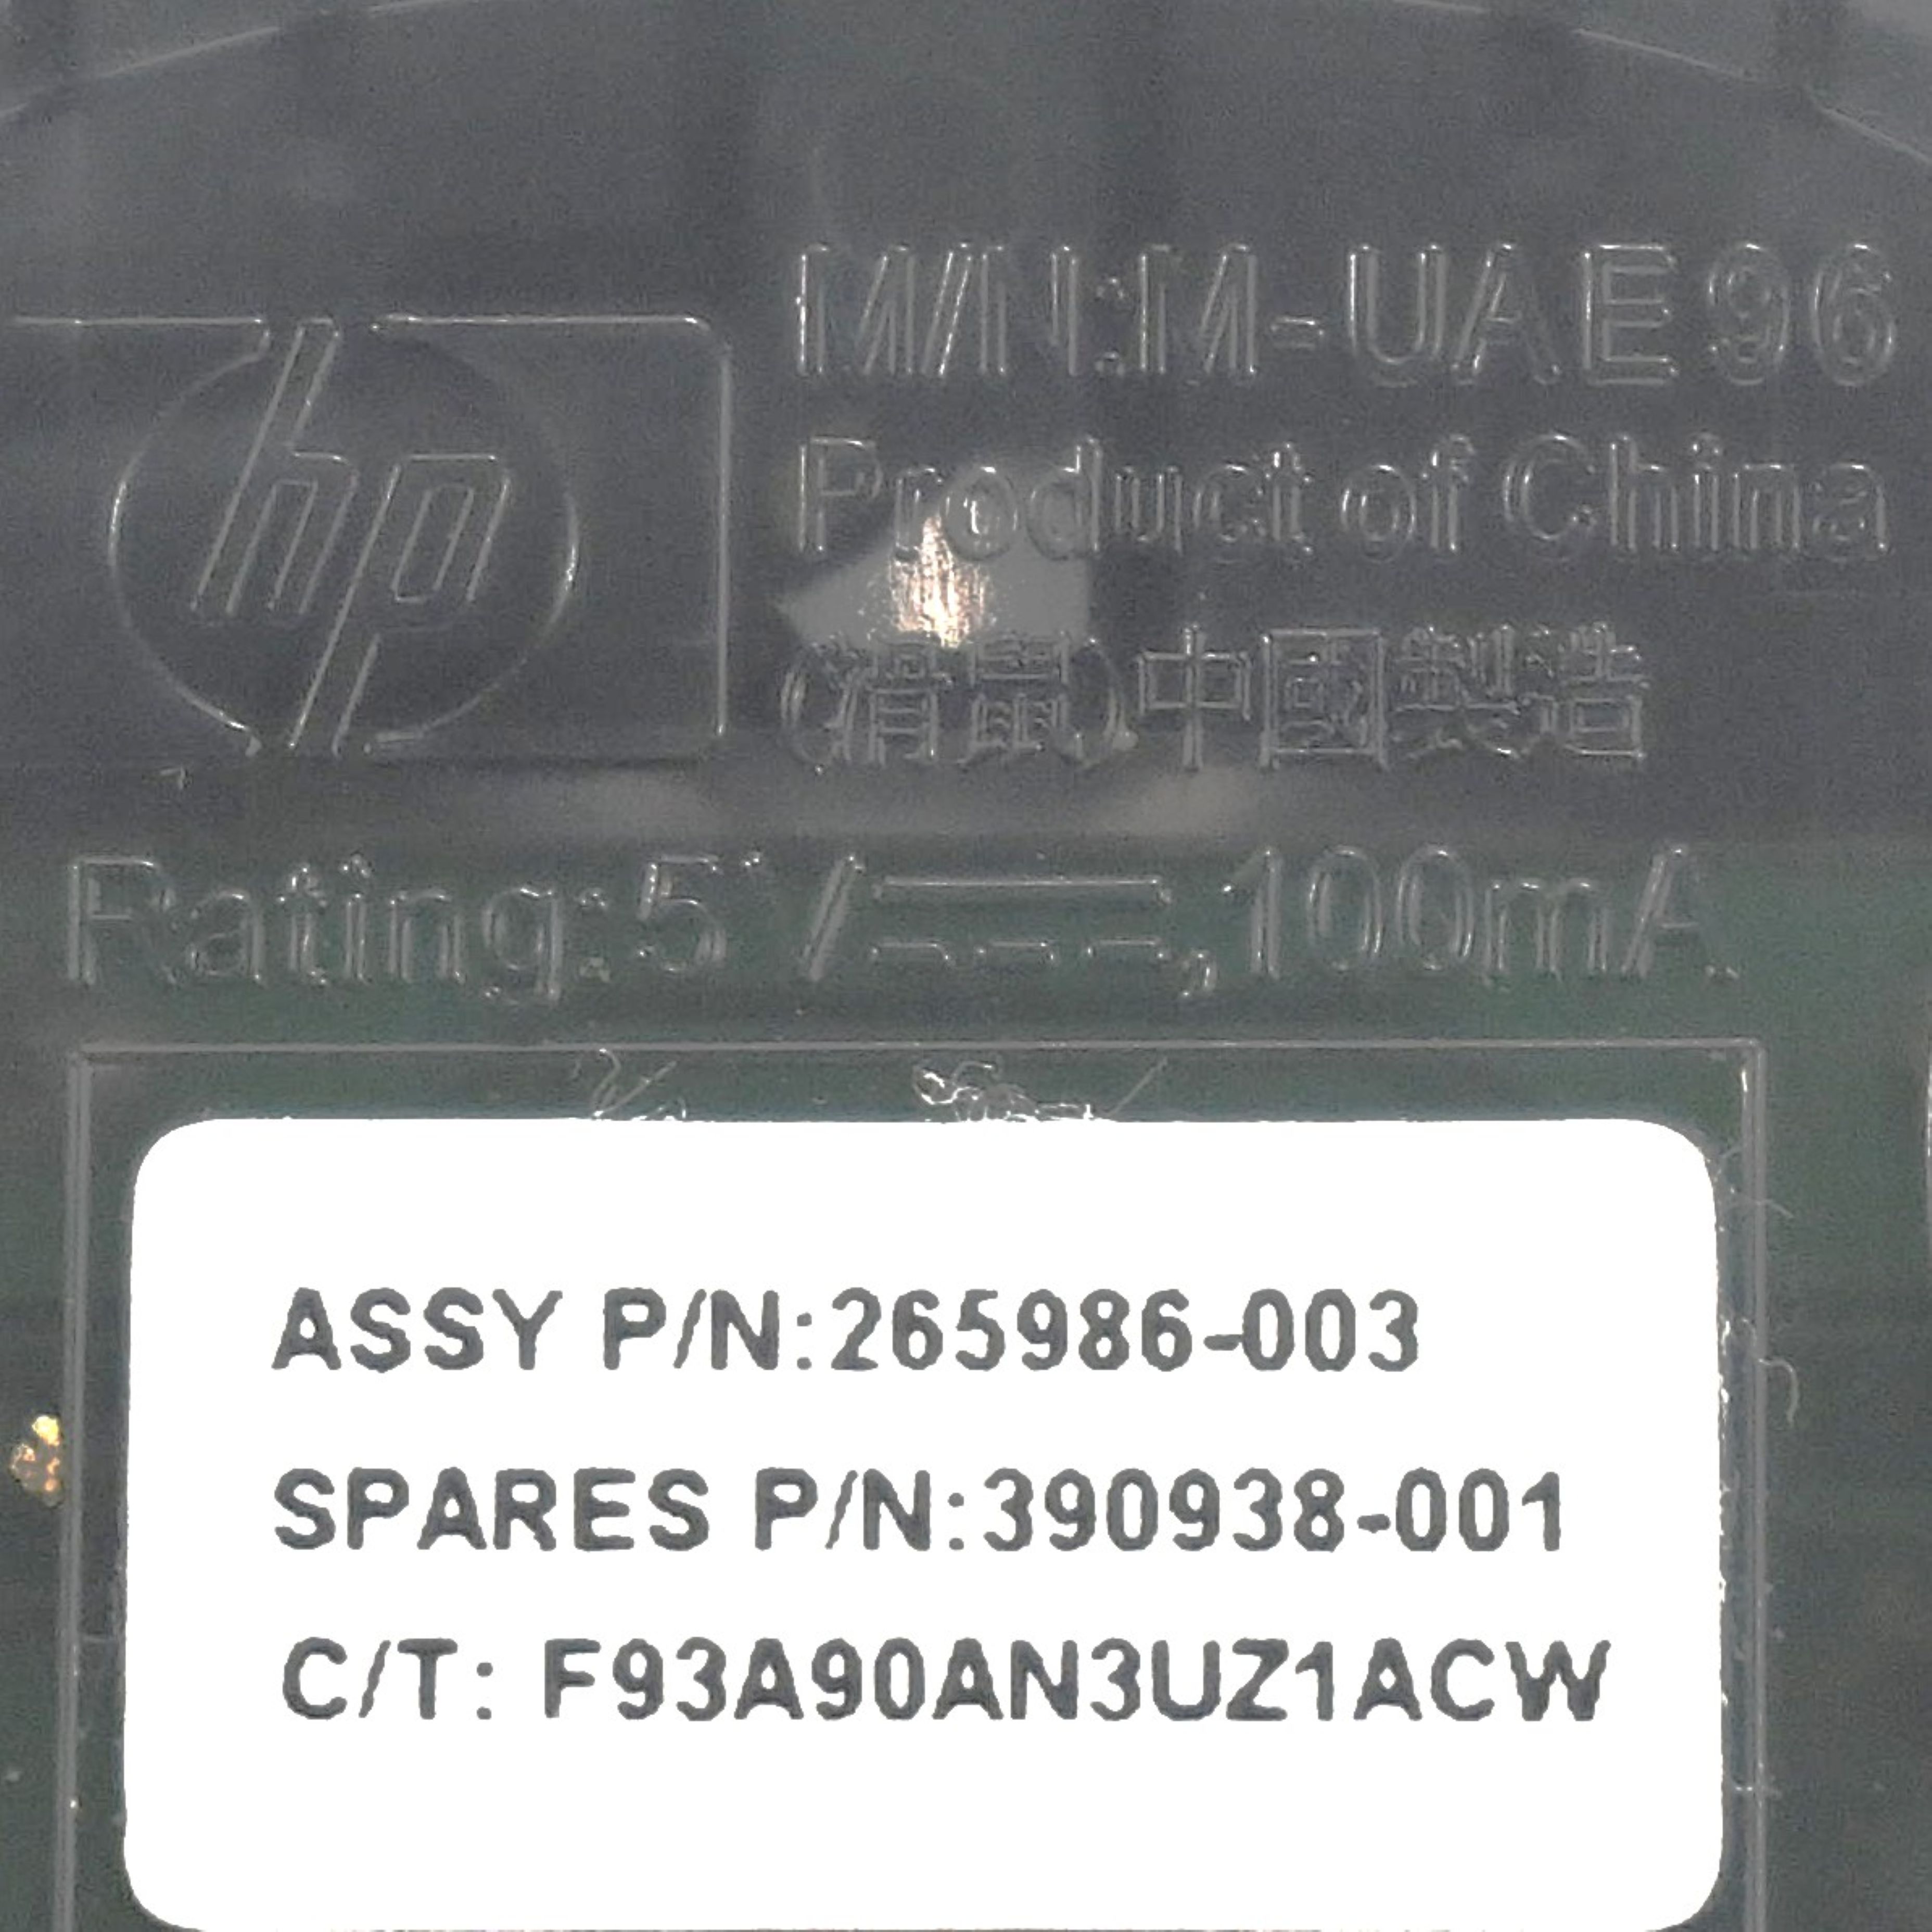 hp
M/N:M-UAE96
Product of China
(滑鼠)中國製造
Rating:5V⎓,100mA
ASSY P/N:265986-003
SPARES P/N:390938-001
C/T: F93A90AN3UZ1ACW